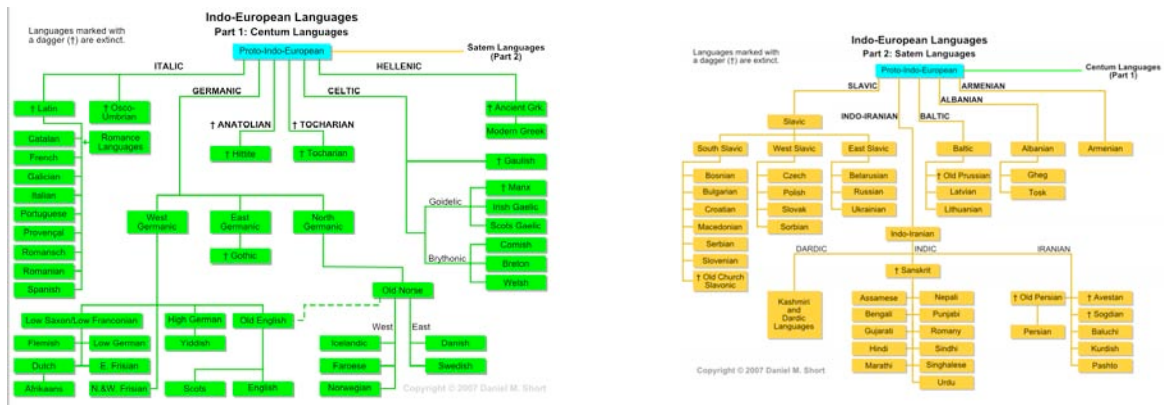 Indo-European Languages
Part 1: Centum Languages
Languages marked with
a dagger (†) are extinct.
Proto-Indo-European
Satem Languages
(Part 2)
ITALIC
HELLENIC
GERMANIC
CELTIC
† Latin
† Osco-
Umbrian
† Ancient Grk.
† ANATOLIAN
† TOCHARIAN
Modern Greek
Catalan
Romance
Languages
† Tocharian
French
† Gaulish
Galician
† Manx
Italian
Goidelic
Irish Gaelic
Portuguese
West
Germanic
East
Germanic
North
Germanic
Scots Gaelic
Provençal
Cornish
Romansch
† Gothic
Brythonic
Breton
Romanian
Welsh
Spanish
Old Norse
Low Saxon/Low Franconian
High German
Old English
West
East
Flemish
Low German
Yiddish
Icelandic
Danish
Dutch
E. Frisian
Faroese
Swedish
Afrikaans
N.&W. Frisian
Scots
English
Norwegian
Copyright © 2007 Daniel M. Short
Indo-European Languages
Part 2: Satem Languages
Languages marked with
a dagger (†) are extinct.
Proto-Indo-European
Centum Languages
(Part 1)
SLAVIC
ARMENIAN
ALBANIAN
INDO-IRANIAN
BALTIC
Slavic
South Slavic
West Slavic
East Slavic
Baltic
Albanian
Armenian
Bosnian
Czech
Belarusian
† Old Prussian
Gheg
Bulgarian
Polish
Russian
Latvian
Tosk
Croatian
Slovak
Ukrainian
Lithuanian
Macedonian
Sorbian
Serbian
Indo-Iranian
Slovenian
DARDIC
INDIC
IRANIAN
† Old Church
Slavonic
† Sanskrit
Kashmiri
and
Dardic
Languages
Assamese
Nepali
† Old Persian
† Avestan
Bengali
Punjabi
† Sogdian
Gujarati
Romany
Persian
Baluchi
Hindi
Sindhi
Kurdish
Marathi
Singhalese
Pashto
Urdu
Copyright © 2007 Daniel M. Short